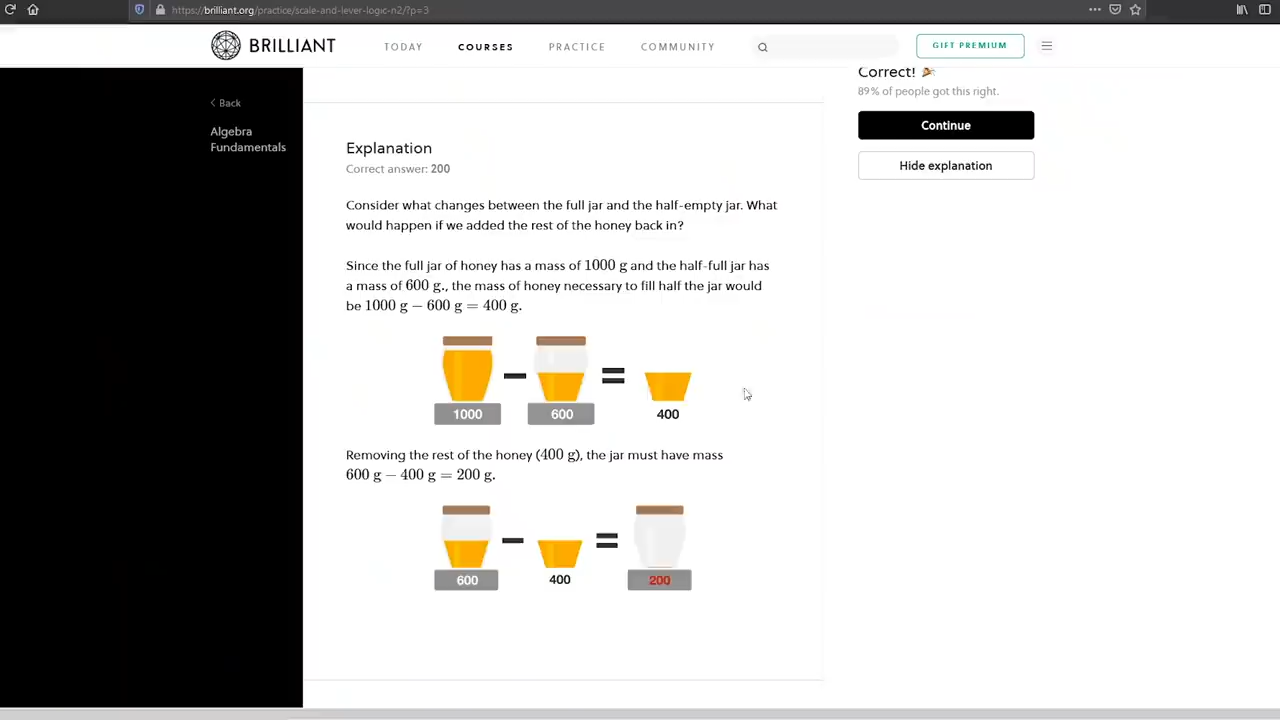 https://brilliant.org/practice/scale-and-lever-logic-n2/?p=3
BRILLIANT
TODAY
COURSES
PRACTICE
COMMUNITY
GIFT PREMIUM
Back
Algebra
Fundamentals
Correct!
89% of people got this right.
Continue
Hide explanation
Explanation
Correct answer: 200
Consider what changes between the full jar and the half-empty jar. What
would happen if we added the rest of the honey back in?
Since the full jar of honey has a mass of 1000 g and the half-full jar has
a mass of 600 g., the mass of honey necessary to fill half the jar would
be 1000 g − 600 g = 400 g.
− =
1000 600 400
Removing the rest of the honey (400 g), the jar must have mass
600 g − 400 g = 200 g.
− =
600 400 200